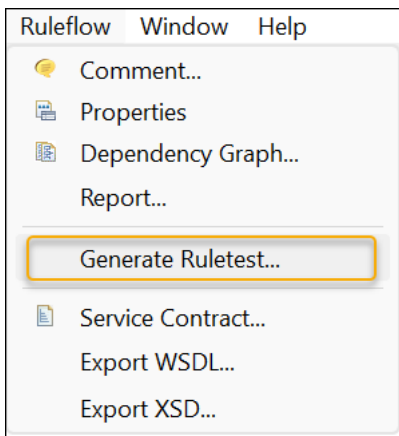 Ruleflow Window Help
Comment...
Properties
Dependency Graph...
Report...
Generate Ruletest...
Service Contract...
Export WSDL...
Export XSD...